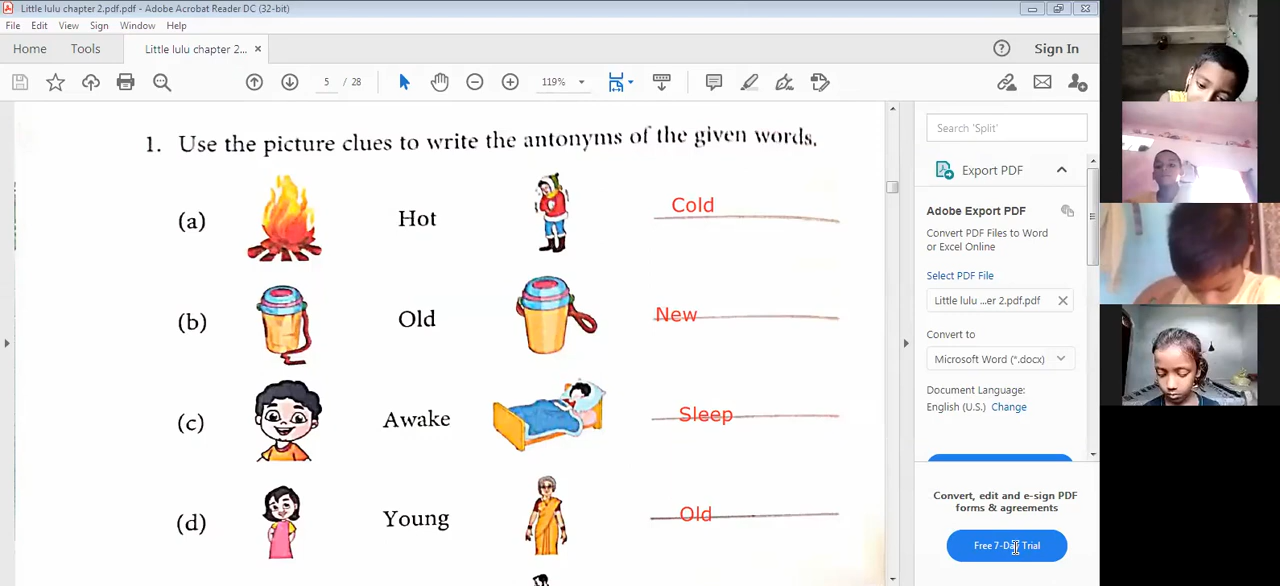 Little lulu chapter 2.pdf.pdf - Adobe Acrobat Reader DC (32-bit)
File Edit View Sign Window Help
Home Tools Little lulu chapter 2... × Sign In
5 / 28 119%
1. Use the picture clues to write the antonyms of the given words.
(a) Hot Cold
(b) Old New
(c) Awake Sleep
(d) Young Old
Search 'Split'
Export PDF
Adobe Export PDF
Convert PDF Files to Word
or Excel Online
Select PDF File
Little lulu ...er 2.pdf.pdf
Convert to
Microsoft Word (*.docx)
Document Language:
English (U.S.) Change
Convert, edit and e-sign PDF
forms & agreements
Free 7-Day Trial